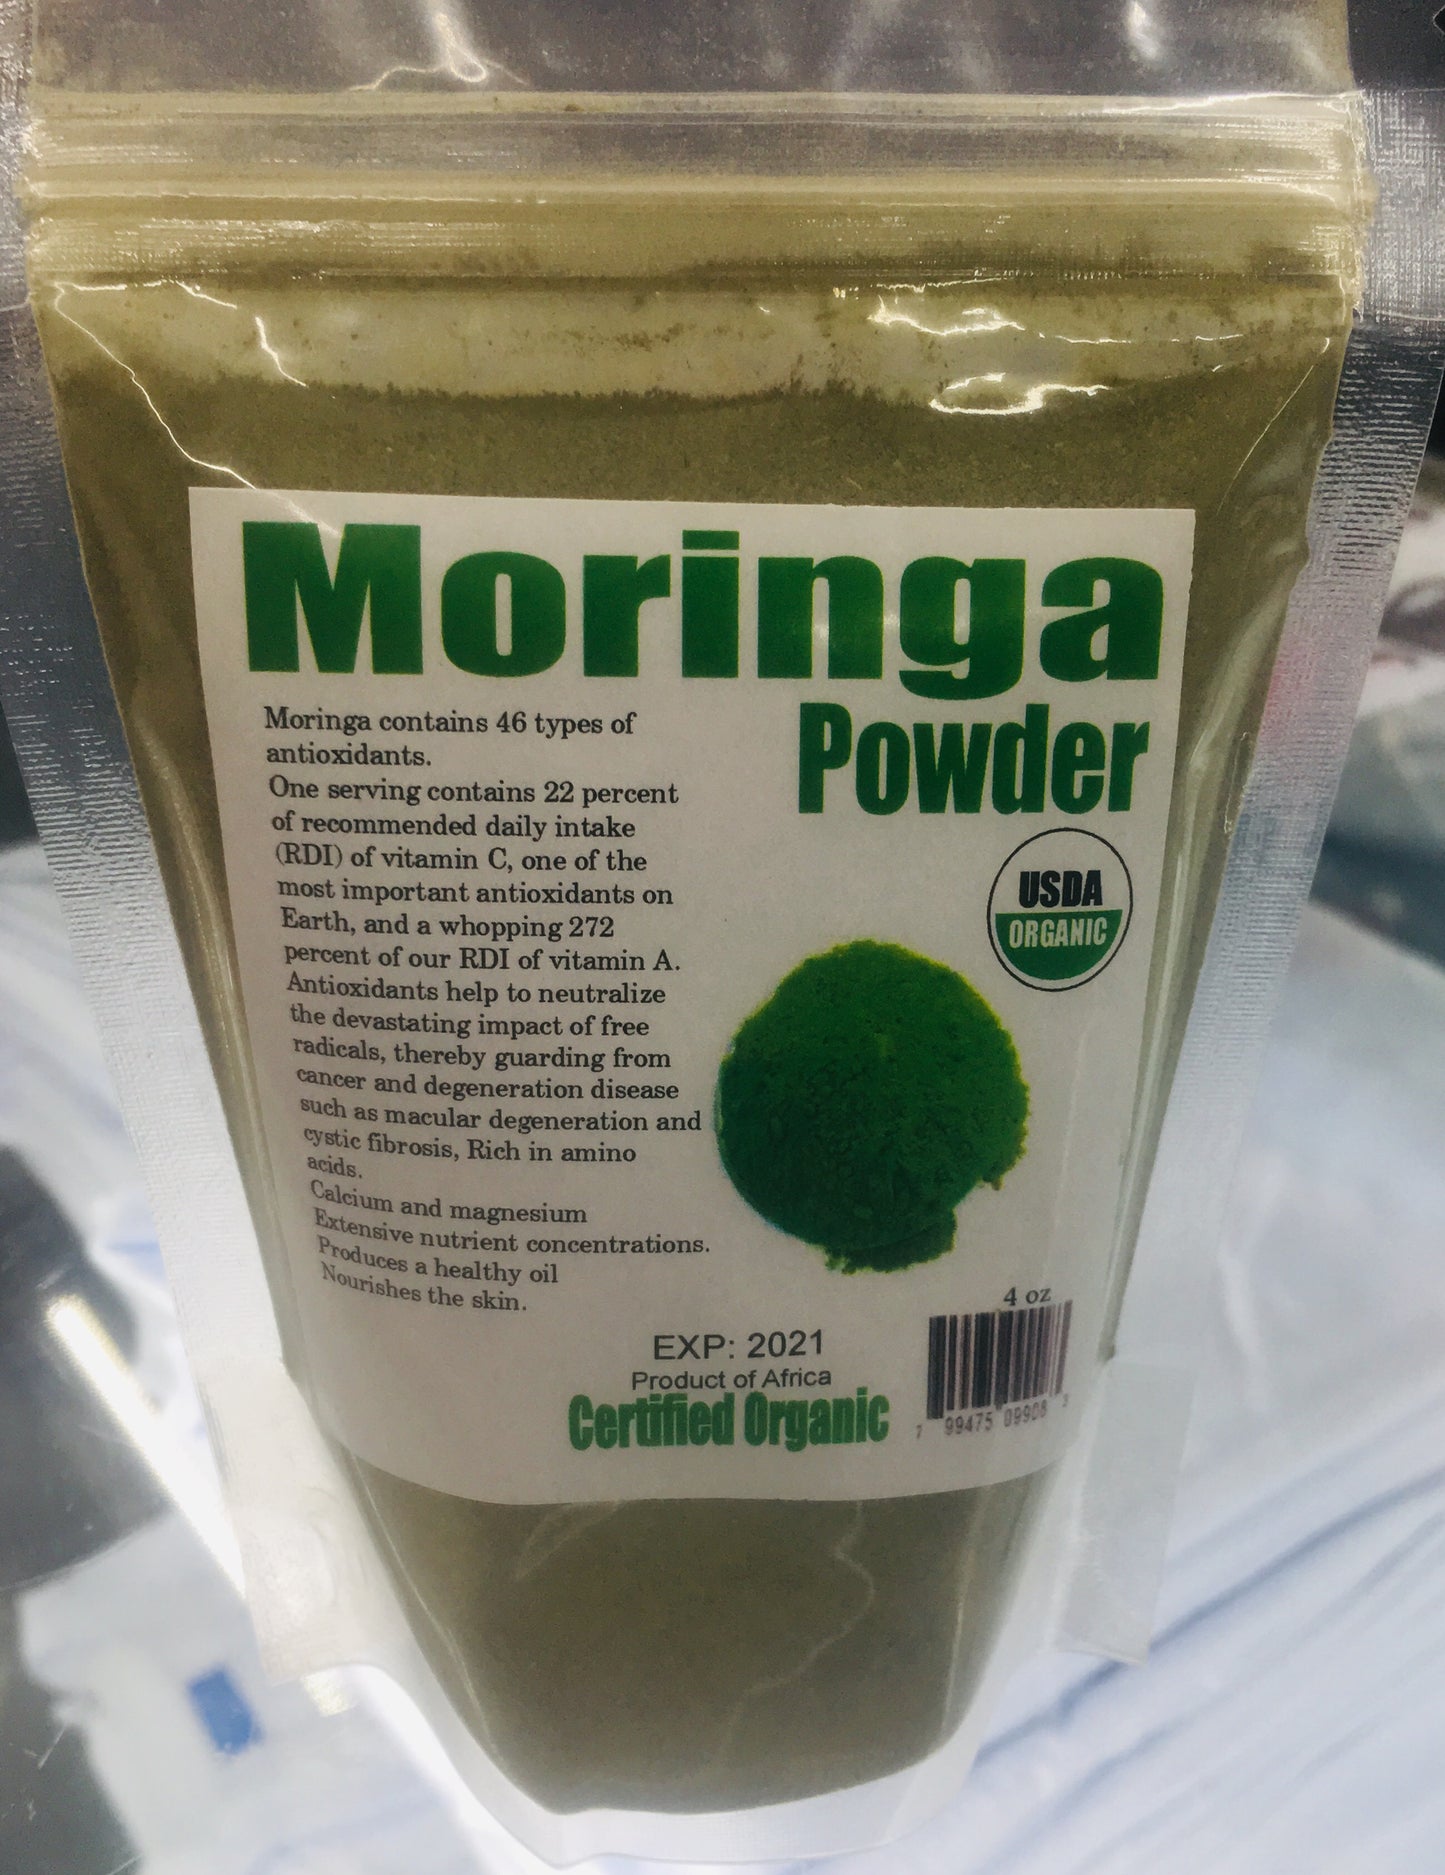 Moringa
Powder
Moringa contains 46 types of
antioxidants.
One serving contains 22 percent
of recommended daily intake
(RDI) of vitamin C, one of the
most important antioxidants on
Earth, and a whopping 272
percent of our RDI of vitamin A.
Antioxidants help to neutralize
the devastating impact of free
radicals, thereby guarding from
cancer and degeneration disease
such as macular degeneration and
cystic fibrosis, Rich in amino
acids.
Calcium and magnesium
Extensive nutrient concentrations.
Produces a healthy oil
Nourishes the skin.
USDA
ORGANIC
4 oz
EXP: 2021
Product of Africa
Certified Organic
7 99475 09908 3